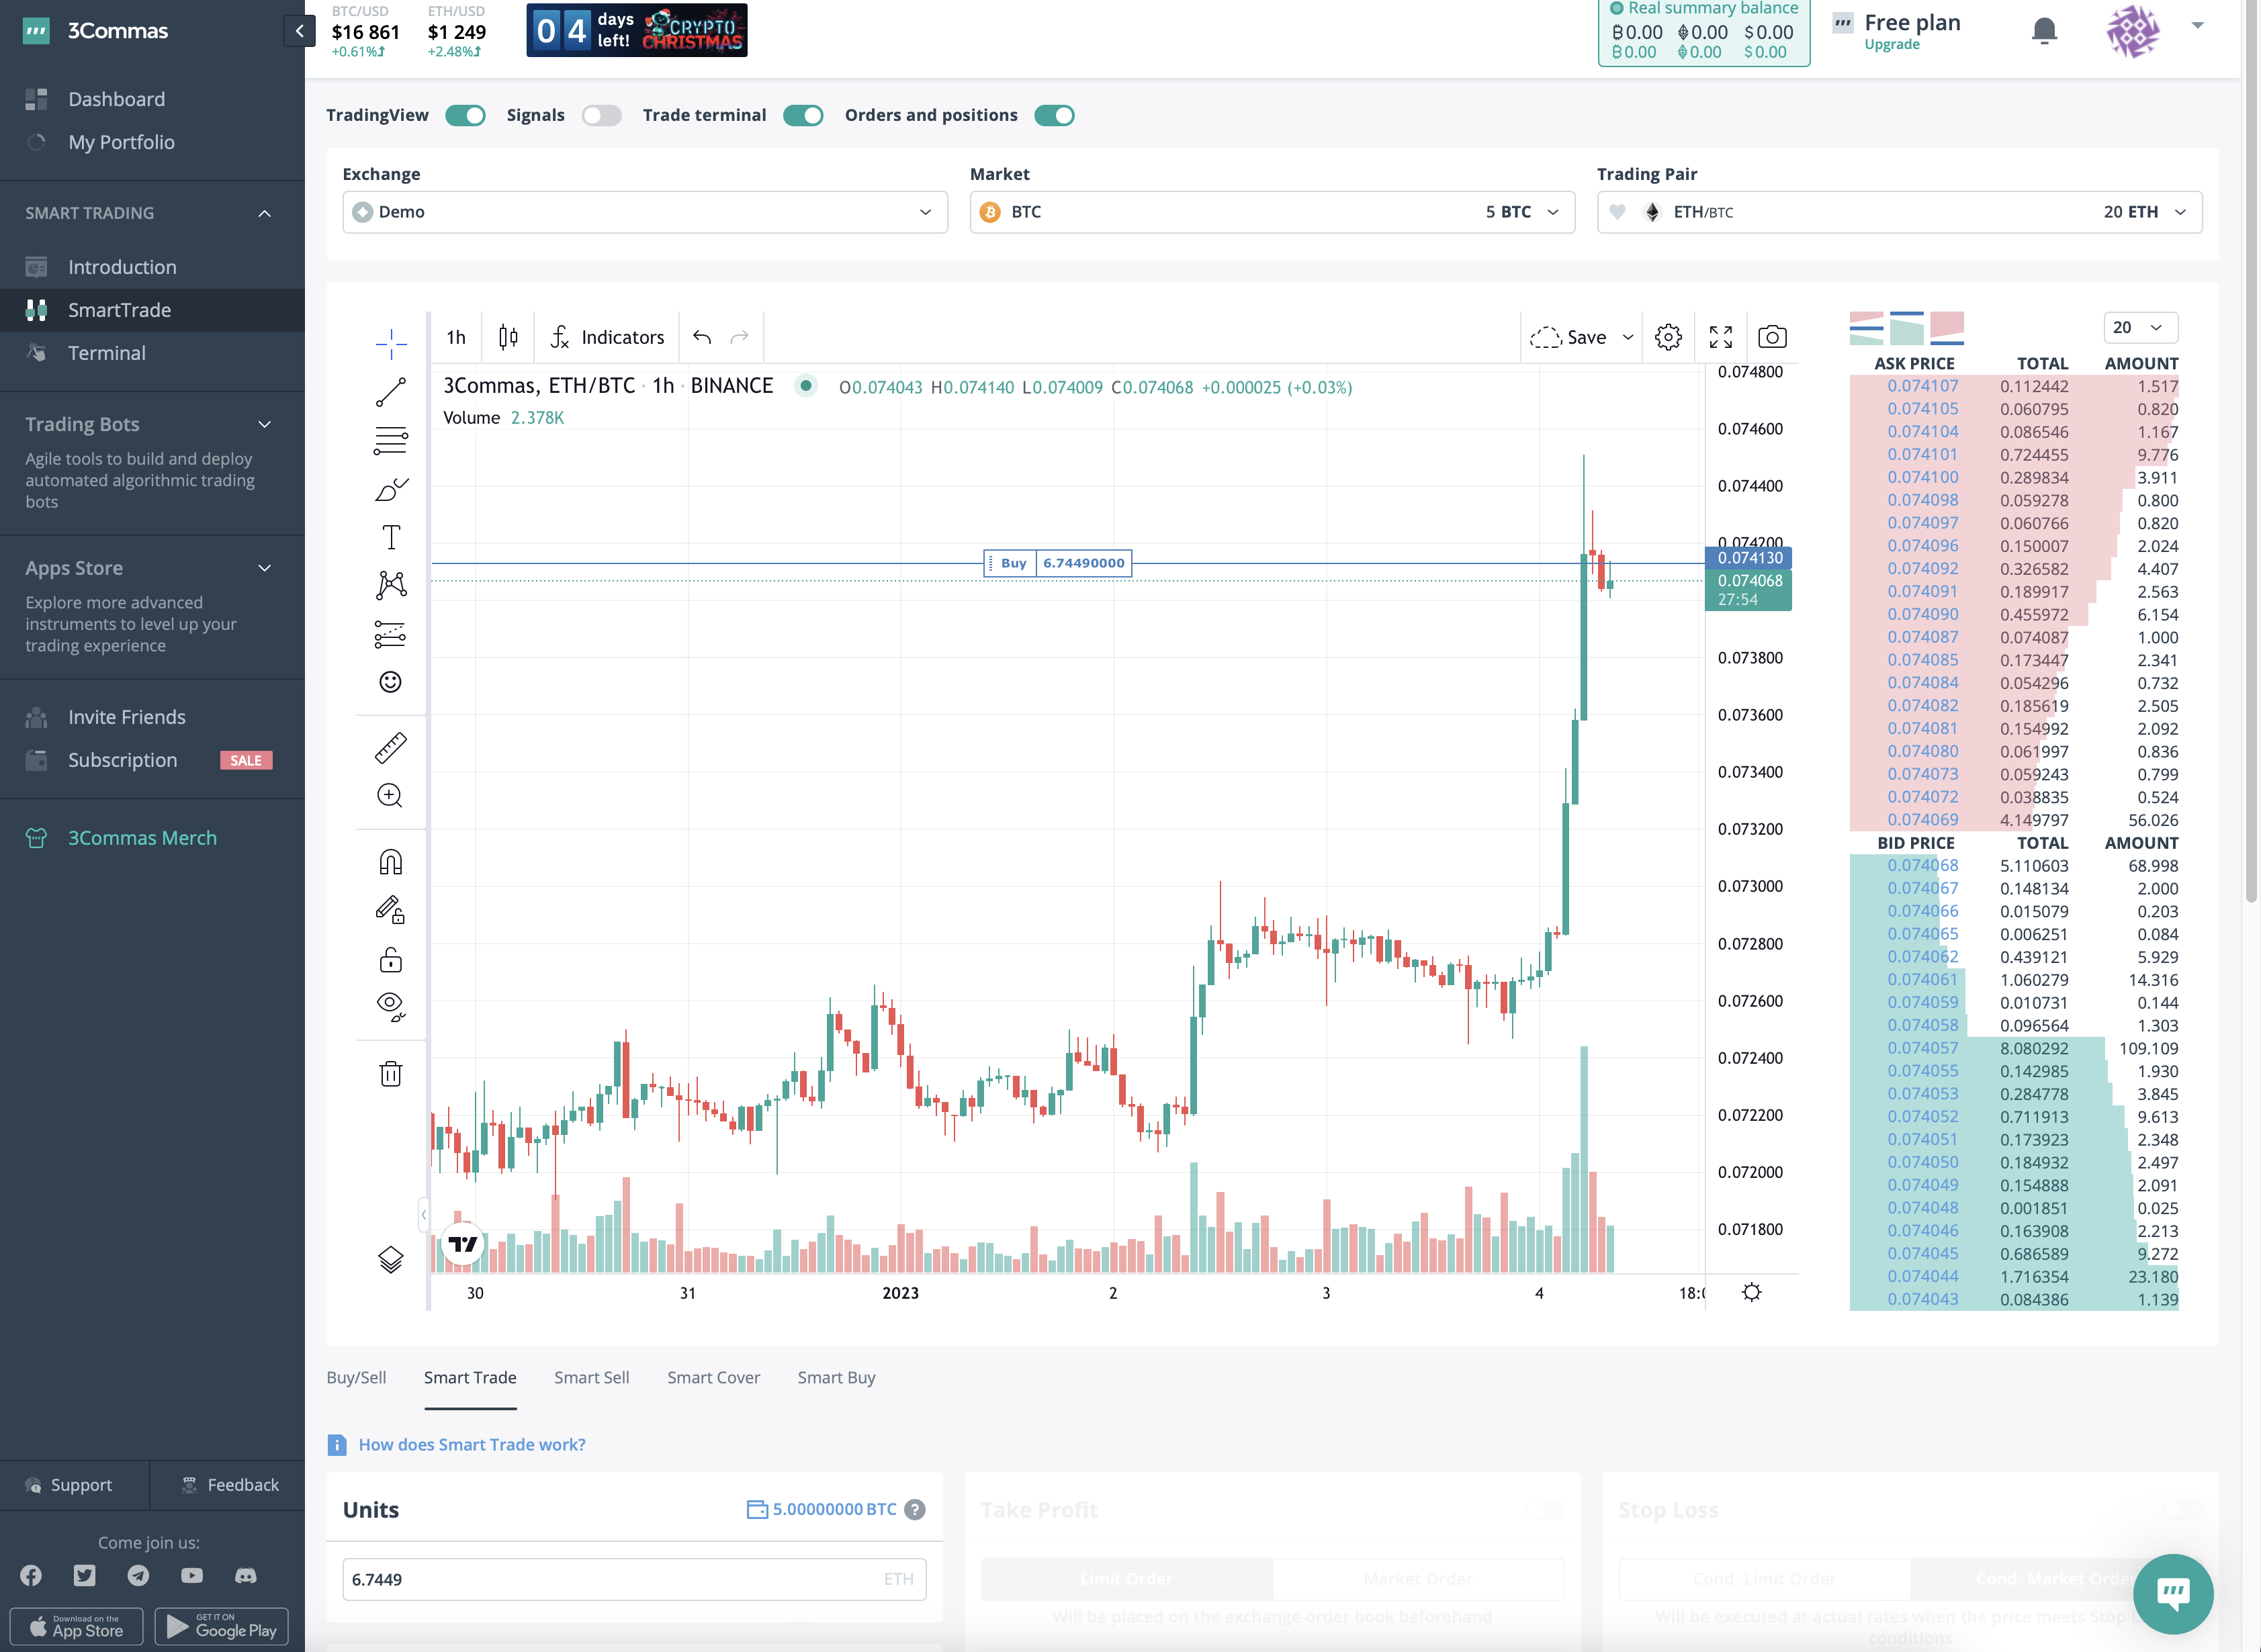 3Commas
BTC/USD
$16 861
+0.61%
ETH/USD
$1 249
+2.48%
04 days left!
CRYPTO CHRISTMAS
Real summary balance
₿0.00 0.00 $0.00
₿0.00 0.00 $0.00
Free plan
Upgrade
Dashboard
My Portfolio
SMART TRADING
Introduction
SmartTrade
Terminal
Trading Bots
Agile tools to build and deploy
automated algorithmic trading
bots
Apps Store
Explore more advanced
instruments to level up your
trading experience
Invite Friends
Subscription SALE
3Commas Merch
Support Feedback
Come join us:
Download on the App Store
GET IT ON Google Play
TradingView Signals Trade terminal Orders and positions
Exchange
Demo
Market
BTC 5 BTC
Trading Pair
ETH/BTC 20 ETH
1h Indicators Save
3Commas, ETH/BTC · 1h · BINANCE O0.074043 H0.074140 L0.074009 C0.074068 +0.000025 (+0.03%)
Volume 2.378K
Buy 6.74490000
0.074800
0.074600
0.074400
0.074200
0.074130
0.074068
27:54
0.073800
0.073600
0.073400
0.073200
0.073000
0.072800
0.072600
0.072400
0.072200
0.072000
0.071800
30 31 2023 2 3 4 18:0
20
ASK PRICE TOTAL AMOUNT
0.074107 0.112442 1.517
0.074105 0.060795 0.820
0.074104 0.086546 1.167
0.074101 0.724455 9.776
0.074100 0.289834 3.911
0.074098 0.059278 0.800
0.074097 0.060766 0.820
0.074096 0.150007 2.024
0.074092 0.326582 4.407
0.074091 0.189917 2.563
0.074090 0.455972 6.154
0.074087 0.074087 1.000
0.074085 0.173447 2.341
0.074084 0.054296 0.732
0.074082 0.185619 2.505
0.074081 0.154992 2.092
0.074080 0.061997 0.836
0.074073 0.059243 0.799
0.074072 0.038835 0.524
0.074069 4.149797 56.026
BID PRICE TOTAL AMOUNT
0.074068 5.110603 68.998
0.074067 0.148134 2.000
0.074066 0.015079 0.203
0.074065 0.006251 0.084
0.074062 0.439121 5.929
0.074061 1.060279 14.316
0.074059 0.010731 0.144
0.074058 0.096564 1.303
0.074057 8.080292 109.109
0.074055 0.142985 1.930
0.074053 0.284778 3.845
0.074052 0.711913 9.613
0.074051 0.173923 2.348
0.074050 0.184932 2.497
0.074049 0.154888 2.091
0.074048 0.001851 0.025
0.074046 0.163908 2.213
0.074045 0.686589 9.272
0.074044 1.716354 23.180
0.074043 0.084386 1.139
Buy/Sell Smart Trade Smart Sell Smart Cover Smart Buy
How does Smart Trade work?
Units 5.00000000 BTC
6.7449 ETH
Take Profit
Limit Order Market Order
Will be placed on the exchange order book beforehand
Stop Loss
Cond. Limit Order Cond. Market Order
Will be executed at actual rates when the price meets Stop
conditions